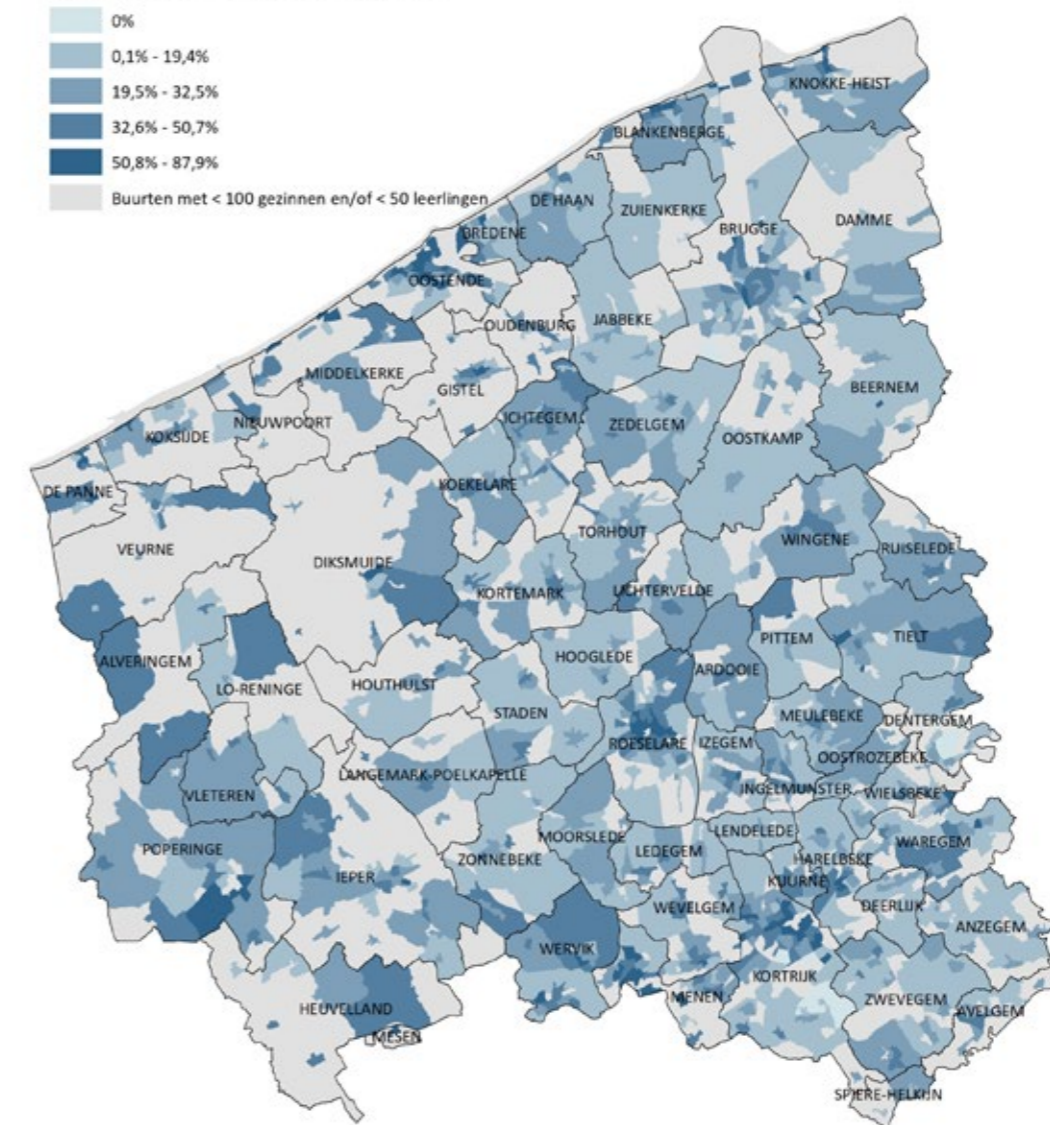 0%
0,1% - 19,4%
19,5% - 32,5%
32,6% - 50,7%
50,8% - 87,9%
Buurten met < 100 gezinnen en/of < 50 leerlingen
KNOKKE-HEIST
BLANKENBERGE
DE HAAN
ZUIENKERKE
BRUGGE
DAMME
BREDENE
OOSTENDE
OUDENBURG
JABBEKE
MIDDELKERKE
GISTEL
BEERNEM
ICHTEGEM
ZEDELGEM
OOSTKAMP
NIEUWPOORT
KOKSIJDE
DE PANNE
KOEKELARE
VEURNE
TORHOUT
WINGENE
RUISELEDE
DIKSMUIDE
KORTEMARK
LICHTERVELDE
PITTEM
TIELT
ALVERINGEM
LO-RENINGE
HOUTHULST
HOOGLEDE
ARDOOIE
STADEN
MEULEBEKE
DENTERGEM
ROESELARE
IZEGEM
OOSTROZEBEKE
LANGEMARK-POELKAPELLE
INGELMUNSTER
WIELSBEKE
VLETEREN
MOORSLEDE
LENDELEDE
WAREGEM
POPERINGE
IEPER
ZONNEBEKE
LEDEGEM
HARELBEKE
KUURNE
WEVELGEM
DEERLIJK
ANZEGEM
WERVIK
KORTRIJK
MENEN
ZWEVEGEM
AVELGEM
HEUVELLAND
MESEN
SPIERE-HELKIJN